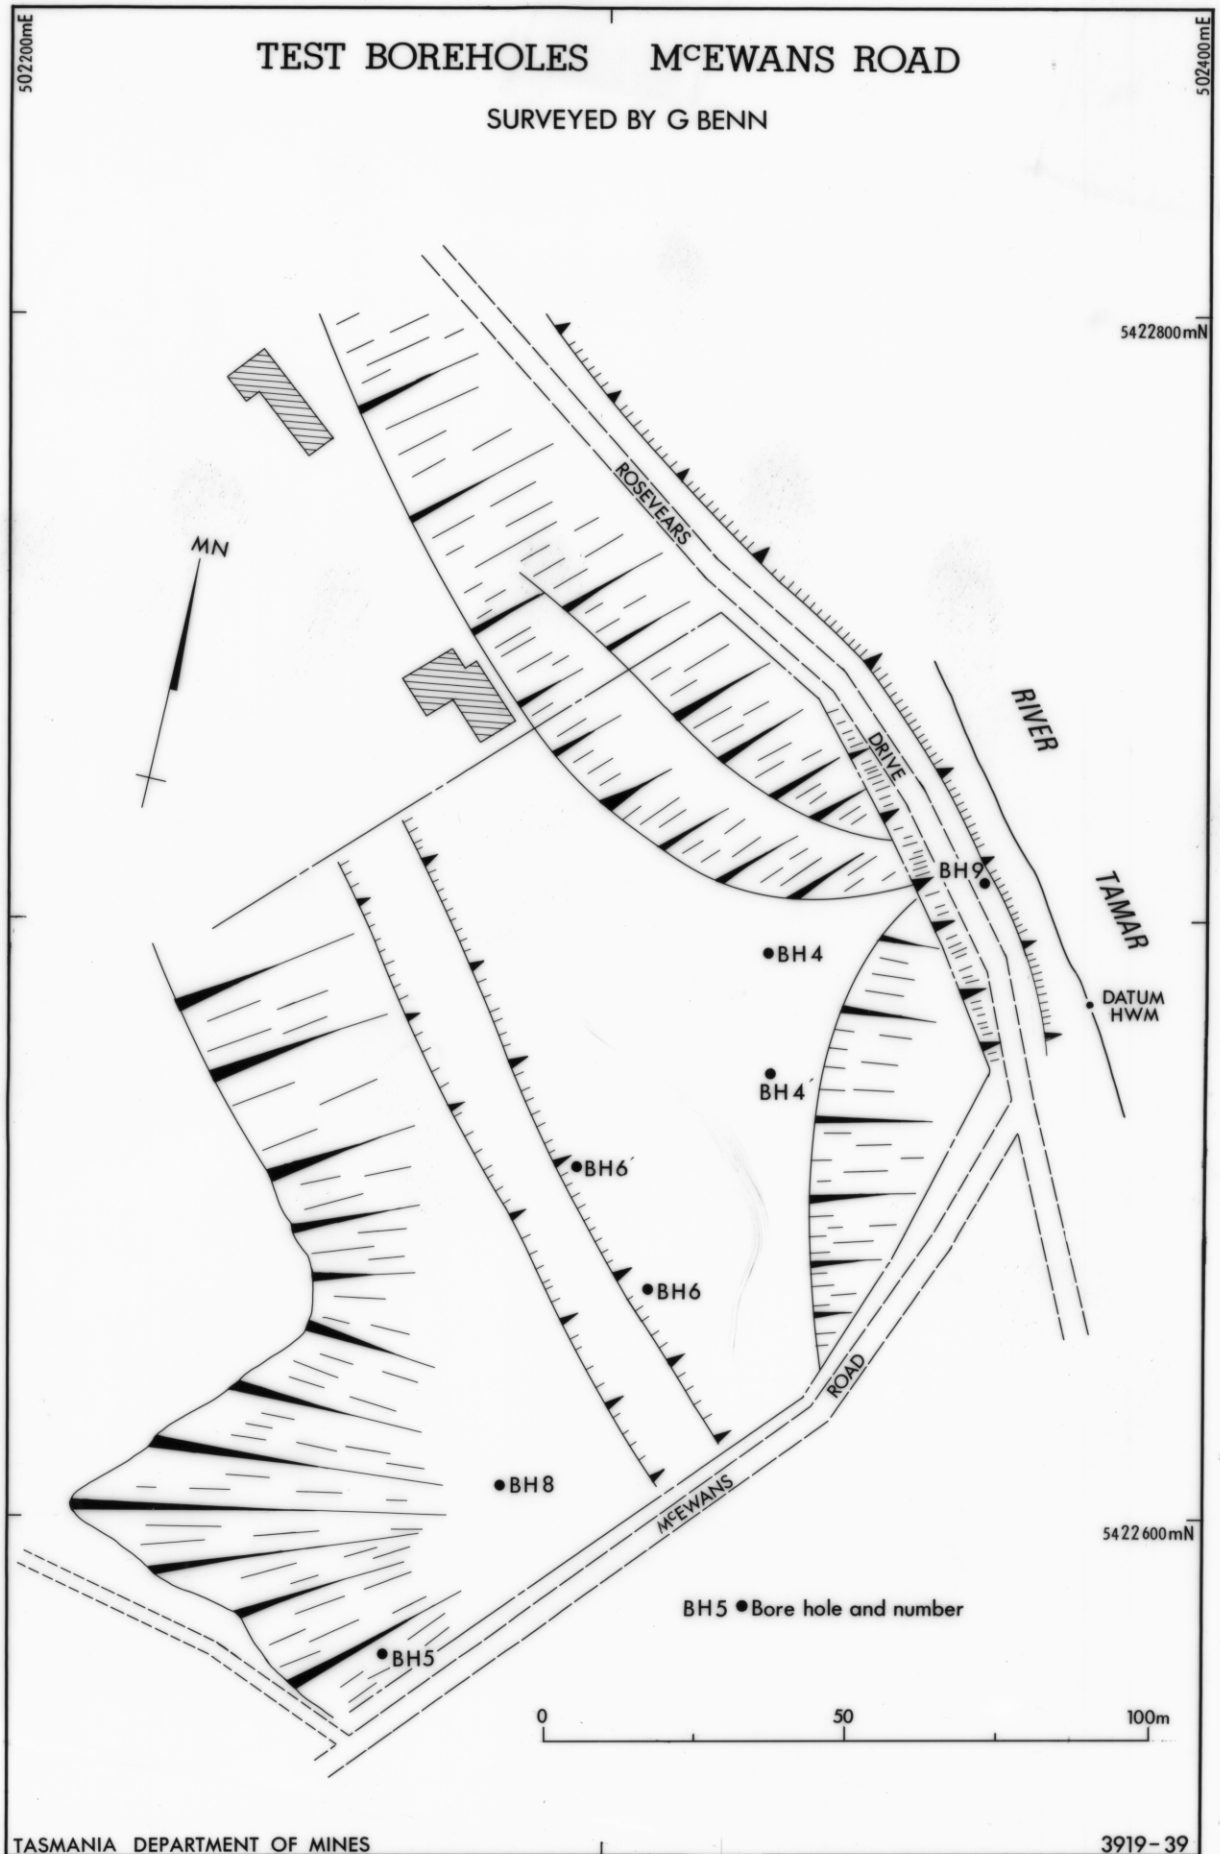 502200mE
502400mE
TEST BOREHOLES McEWANS ROAD
SURVEYED BY G BENN
5422800mN
ROSEVEARS
MN
RIVER
DRIVE
BH9
TAMAR
BH4
DATUM
HWM
BH4′
BH6′
BH6
ROAD
BH8
McEWANS
5422600mN
BH5 Bore hole and number
BH5
0 50 100m
TASMANIA DEPARTMENT OF MINES
3919-39